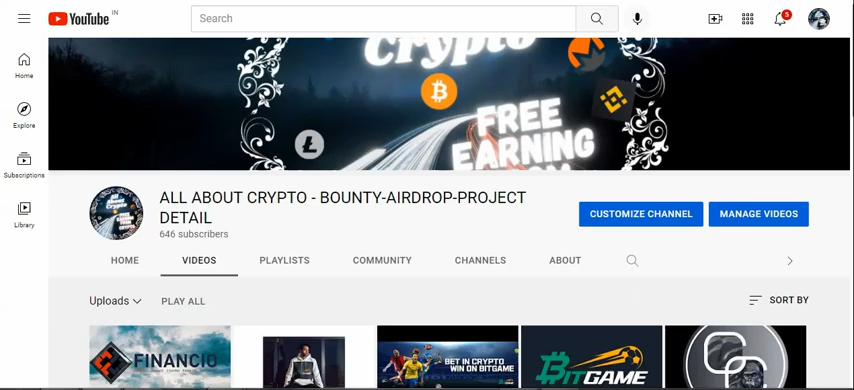 YouTube IN
Search
5
Home
Explore
Subscriptions
Library
Crypto
FREE
EARNING
ALL ABOUT CRYPTO - BOUNTY-AIRDROP-PROJECT
DETAIL
646 subscribers
CUSTOMIZE CHANNEL
MANAGE VIDEOS
HOME
VIDEOS
PLAYLISTS
COMMUNITY
CHANNELS
ABOUT
Uploads
PLAY ALL
SORT BY
FINANCIO
BET IN CRYPTO
WIN ON BITGAME
BITGAME